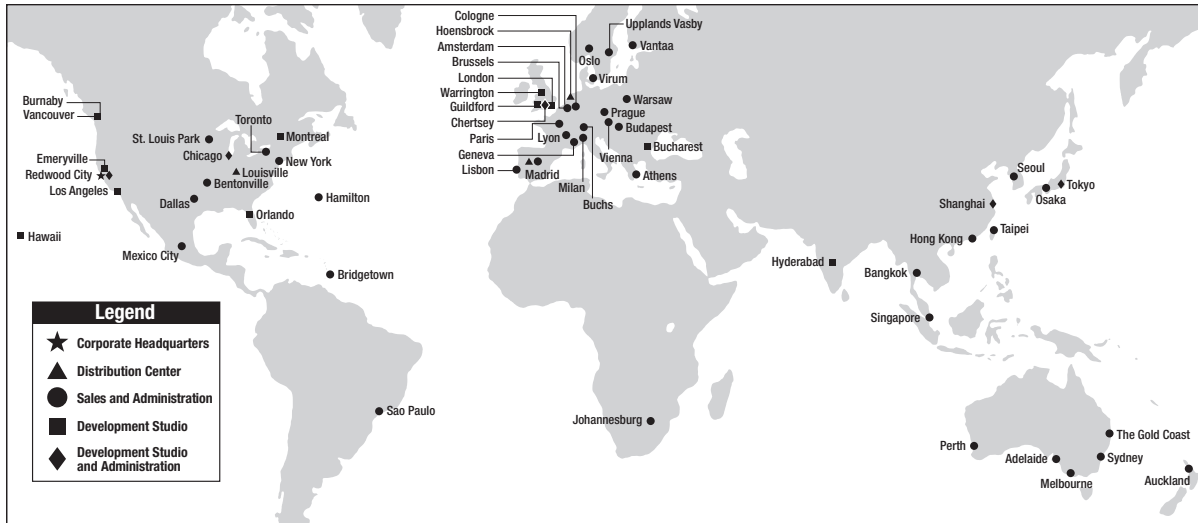 Burnaby
Vancouver
Emeryville
Redwood City
Los Angeles
Hawaii
St. Louis Park
Chicago
Toronto
Montreal
New York
Louisville
Bentonville
Dallas
Orlando
Hamilton
Mexico City
Bridgetown
Sao Paulo
Cologne
Hoensbroek
Amsterdam
Brussels
London
Warrington
Guildford
Chertsey
Paris
Geneva
Lisbon
Lyon
Madrid
Milan
Buchs
Upplands Vasby
Oslo
Vantaa
Virum
Warsaw
Prague
Budapest
Bucharest
Vienna
Athens
Johannesburg
Hyderabad
Seoul
Tokyo
Osaka
Shanghai
Taipei
Hong Kong
Bangkok
Singapore
Perth
Adelaide
Melbourne
Sydney
The Gold Coast
Auckland
Legend
Corporate Headquarters
Distribution Center
Sales and Administration
Development Studio
Development Studio
and Administration